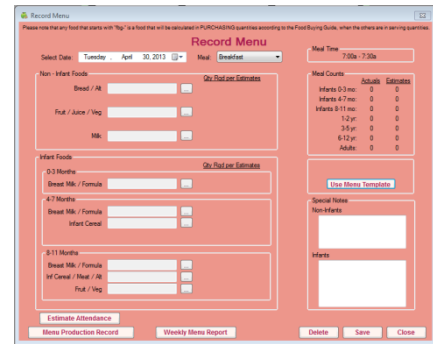 Record Menu
Please note that any food that starts with "fbg-" is a food that will be calculated in PURCHASING quantities according to the Food Buying Guide, when the others are in serving quantities.
Record Menu
Select Date: Tuesday , April 30, 2013 Meal: Breakfast
Meal Time
7:00a - 7:30a
Non - Infant Foods
Qty Rqd per Estimates
Bread / Alt ...
Fruit / Juice / Veg ...
Milk ...
Meal Counts
Actuals Estimates
Infants 0-3 mo: 0 0
Infants 4-7 mo: 0 0
Infants 8-11 mo: 0 0
1-2 yr: 0 0
3-5 yr: 0 0
6-12 yr: 0 0
Adults: 0 0
Infant Foods
Qty Rqd per Estimates
0-3 Months
Breast Milk / Formula ...
4-7 Months
Breast Milk / Formula ...
Infant Cereal ...
8-11 Months
Breast Milk / Formula ...
Inf Cereal / Meat / Alt ...
Fruit / Veg ...
Use Menu Template
Special Notes
Non-Infants
Infants
Estimate Attendance
Menu Production Record
Weekly Menu Report
Delete
Save
Close